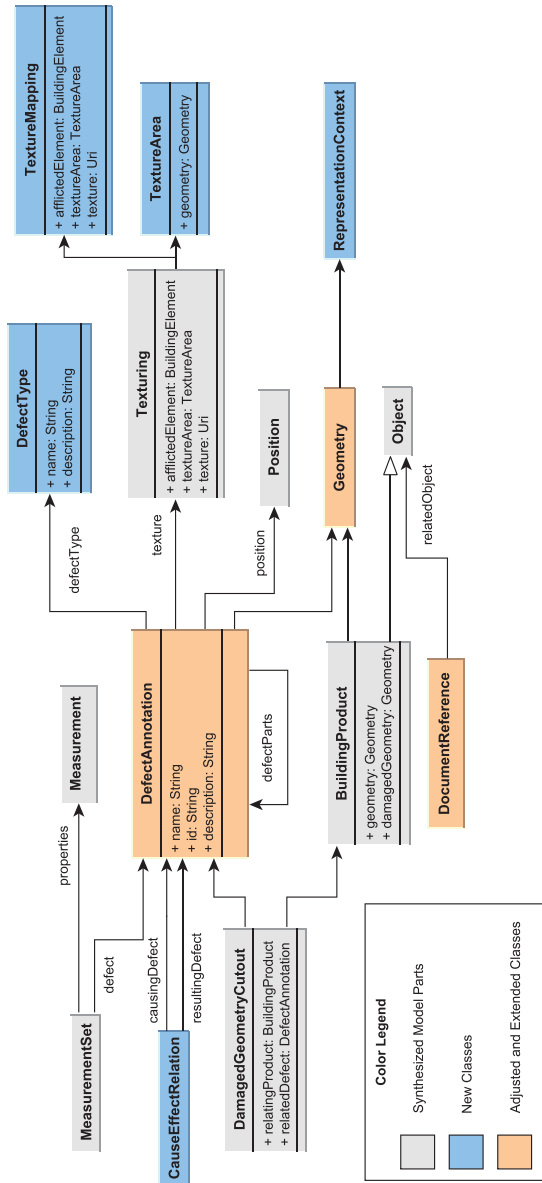 MeasurementSet
properties
Measurement
defect
CauseEffectRelation
causingDefect
resultingDefect
DamagedGeometryCutout
+ relatingProduct: BuildingProduct
+ relatedDefect: DefectAnnotation
DefectAnnotation
+ name: String
+ id: String
+ description: String
defectParts
defectType
DefectType
+ name: String
+ description: String
texture
Texturing
+ afflictedElement: BuildingElement
+ textureArea: TextureArea
+ texture: Uri
TextureMapping
+ afflictedElement: BuildingElement
+ textureArea: TextureArea
+ texture: Uri
TextureArea
+ geometry: Geometry
position
Position
Geometry
RepresentationContext
BuildingProduct
+ geometry: Geometry
+ damagedGeometry: Geometry
Object
DocumentReference
relatedObject
Color Legend
Synthesized Model Parts
New Classes
Adjusted and Extended Classes